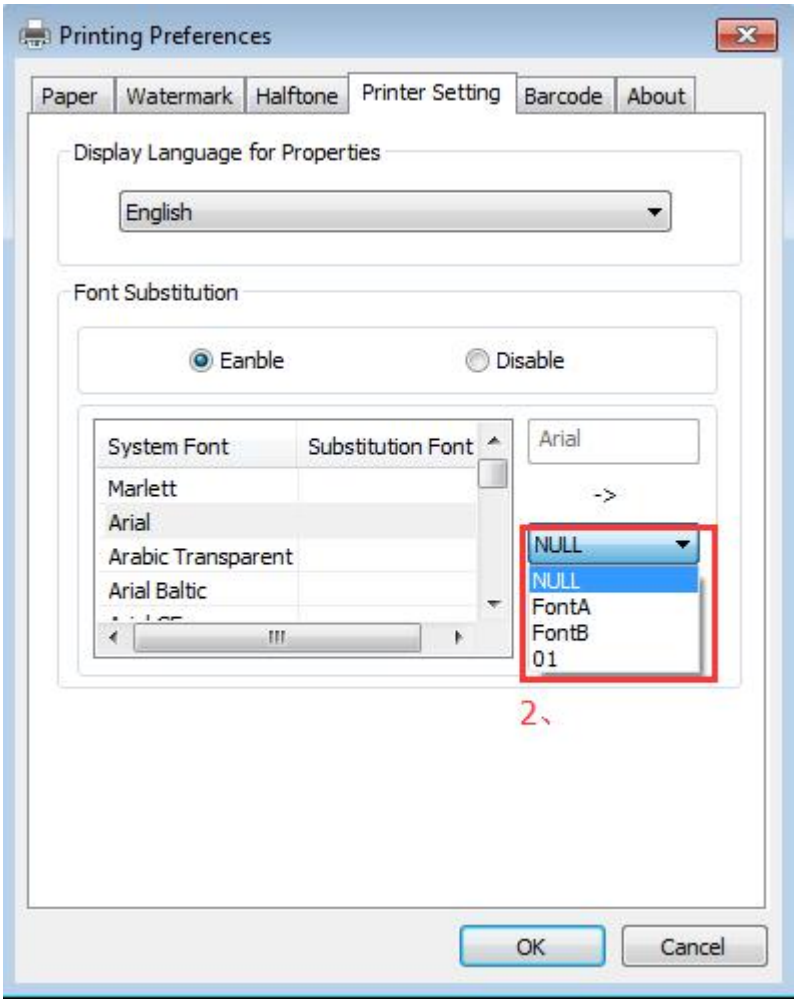 Printing Preferences
Paper Watermark Halftone Printer Setting Barcode About
Display Language for Properties
English
Font Substitution
Eanble Disable
System Font Substitution Font
Marlett
Arial
Arabic Transparent
Arial Baltic
Arial
->
NULL
NULL
FontA
FontB
01
2、
OK Cancel